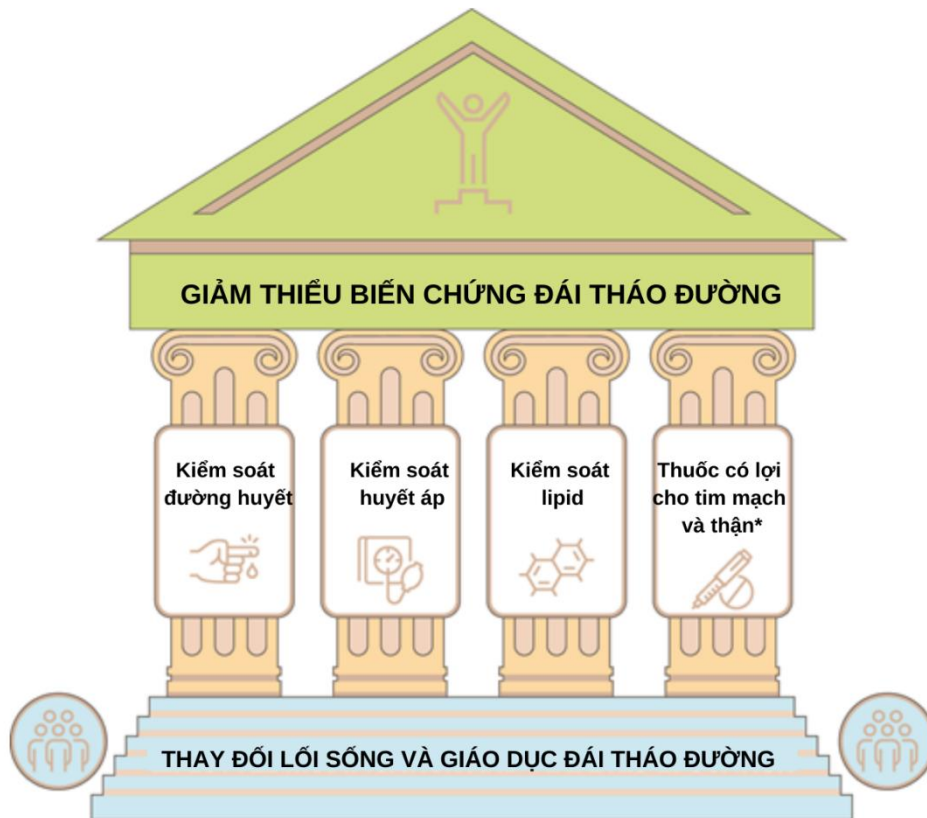 GIẢM THIỂU BIẾN CHỨNG ĐÁI THÁO ĐƯỜNG
Kiểm soát
đường huyết
Kiểm soát
huyết áp
Kiểm soát
lipid
Thuốc có lợi
cho tim mạch
và thận*
THAY ĐỔI LỐI SỐNG VÀ GIÁO DỤC ĐÁI THÁO ĐƯỜNG